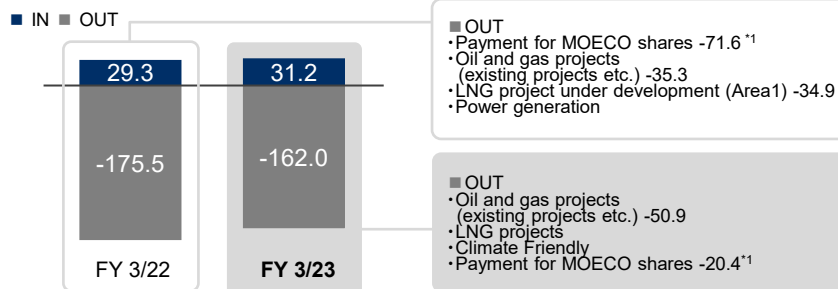 ■ IN ■ OUT
29.3
-175.5
FY 3/22
31.2
-162.0
FY 3/23
■OUT
・Payment for MOECO shares -71.6 *1
・Oil and gas projects
(existing projects etc.) -35.3
・LNG project under development (Area1) -34.9
・Power generation
■OUT
・Oil and gas projects
(existing projects etc.) -50.9
・LNG projects
・Climate Friendly
・Payment for MOECO shares -20.4*1